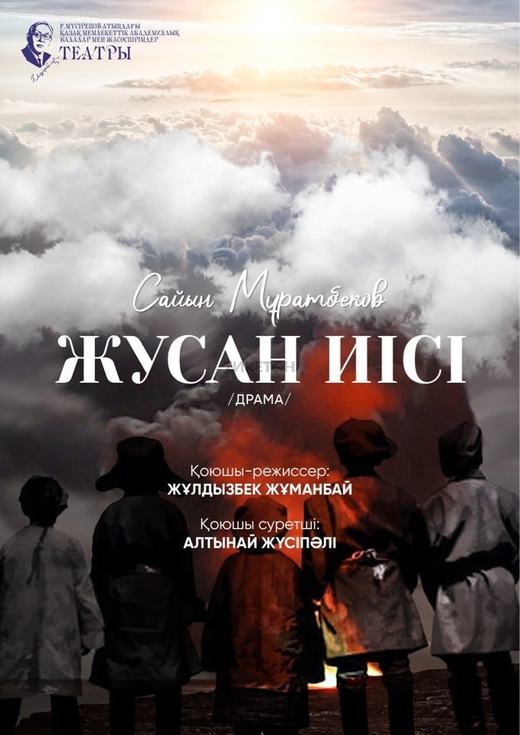 Ғ.МҮСІРЕПОВ АТЫНДАҒЫ
ҚАЗАҚ МЕМЛЕКЕТТІК АКАДЕМИЯЛЫҚ
БАЛАЛАР МЕН ЖАСӨСПІРІМДЕР
ТЕАТРЫ
Сайын Мұратбеков
ЖУСАН ИІСІ
/ДРАМА/
Қоюшы-режиссер:
ЖҰЛДЫЗБЕК ЖҰМАНБАЙ
Қоюшы суретші:
АЛТЫНАЙ ЖҮСІПӘЛІ